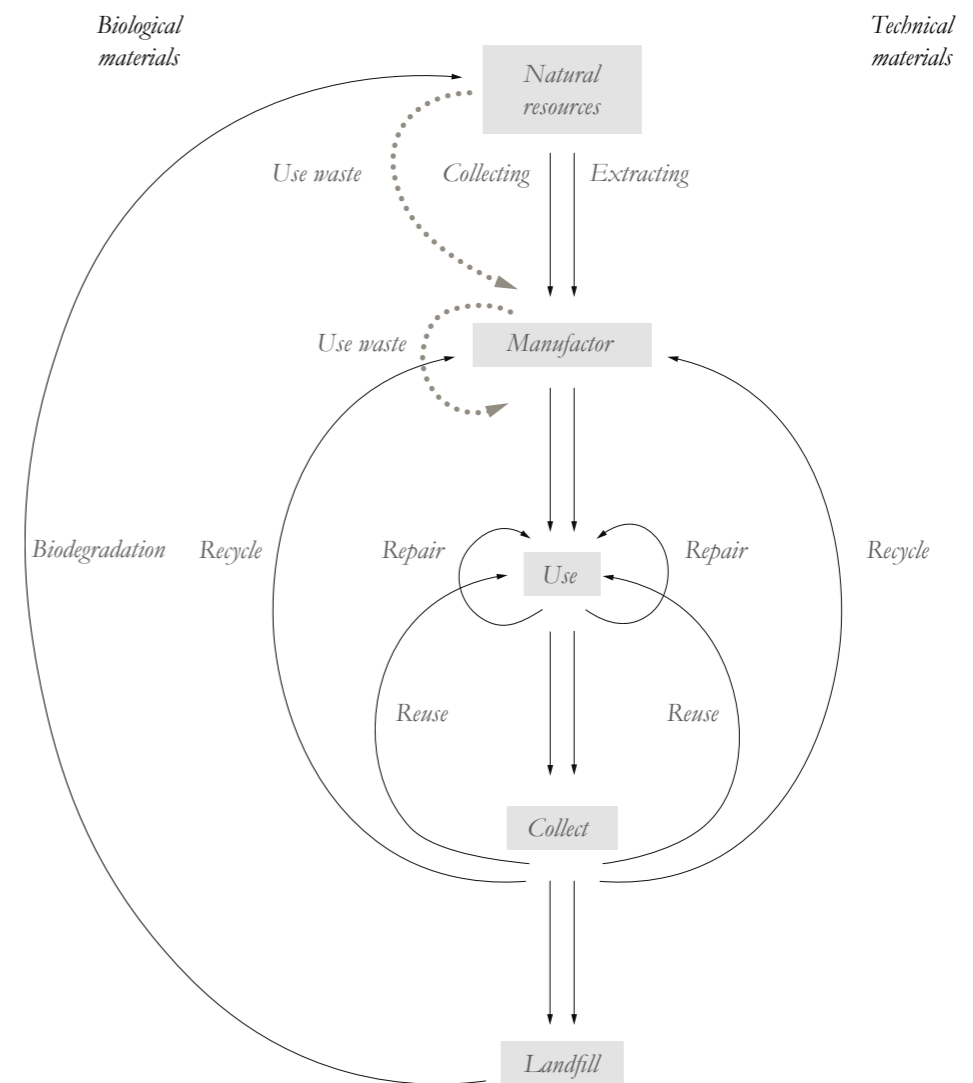 Biological
materials
Technical
materials
Natural
resources
Use waste
Collecting
Extracting
Use waste
Manufactor
Biodegradation
Recycle
Repair
Use
Repair
Recycle
Reuse
Reuse
Collect
Landfill